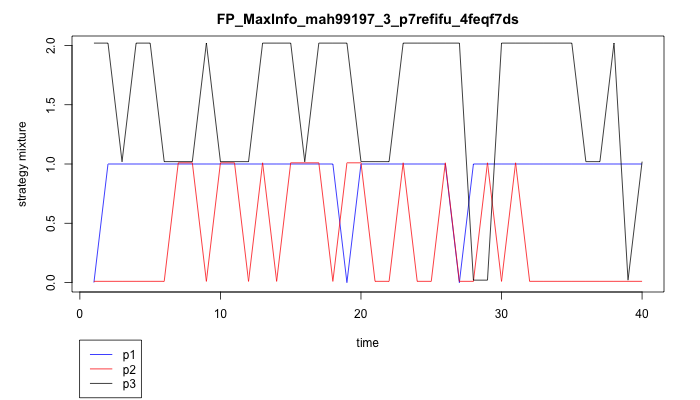 FP_MaxInfo_mah99197_3_p7refifu_4feqf7ds
strategy mixture
2.0
1.5
1.0
0.5
0.0
0 10 20 30 40
time
p1
p2
p3